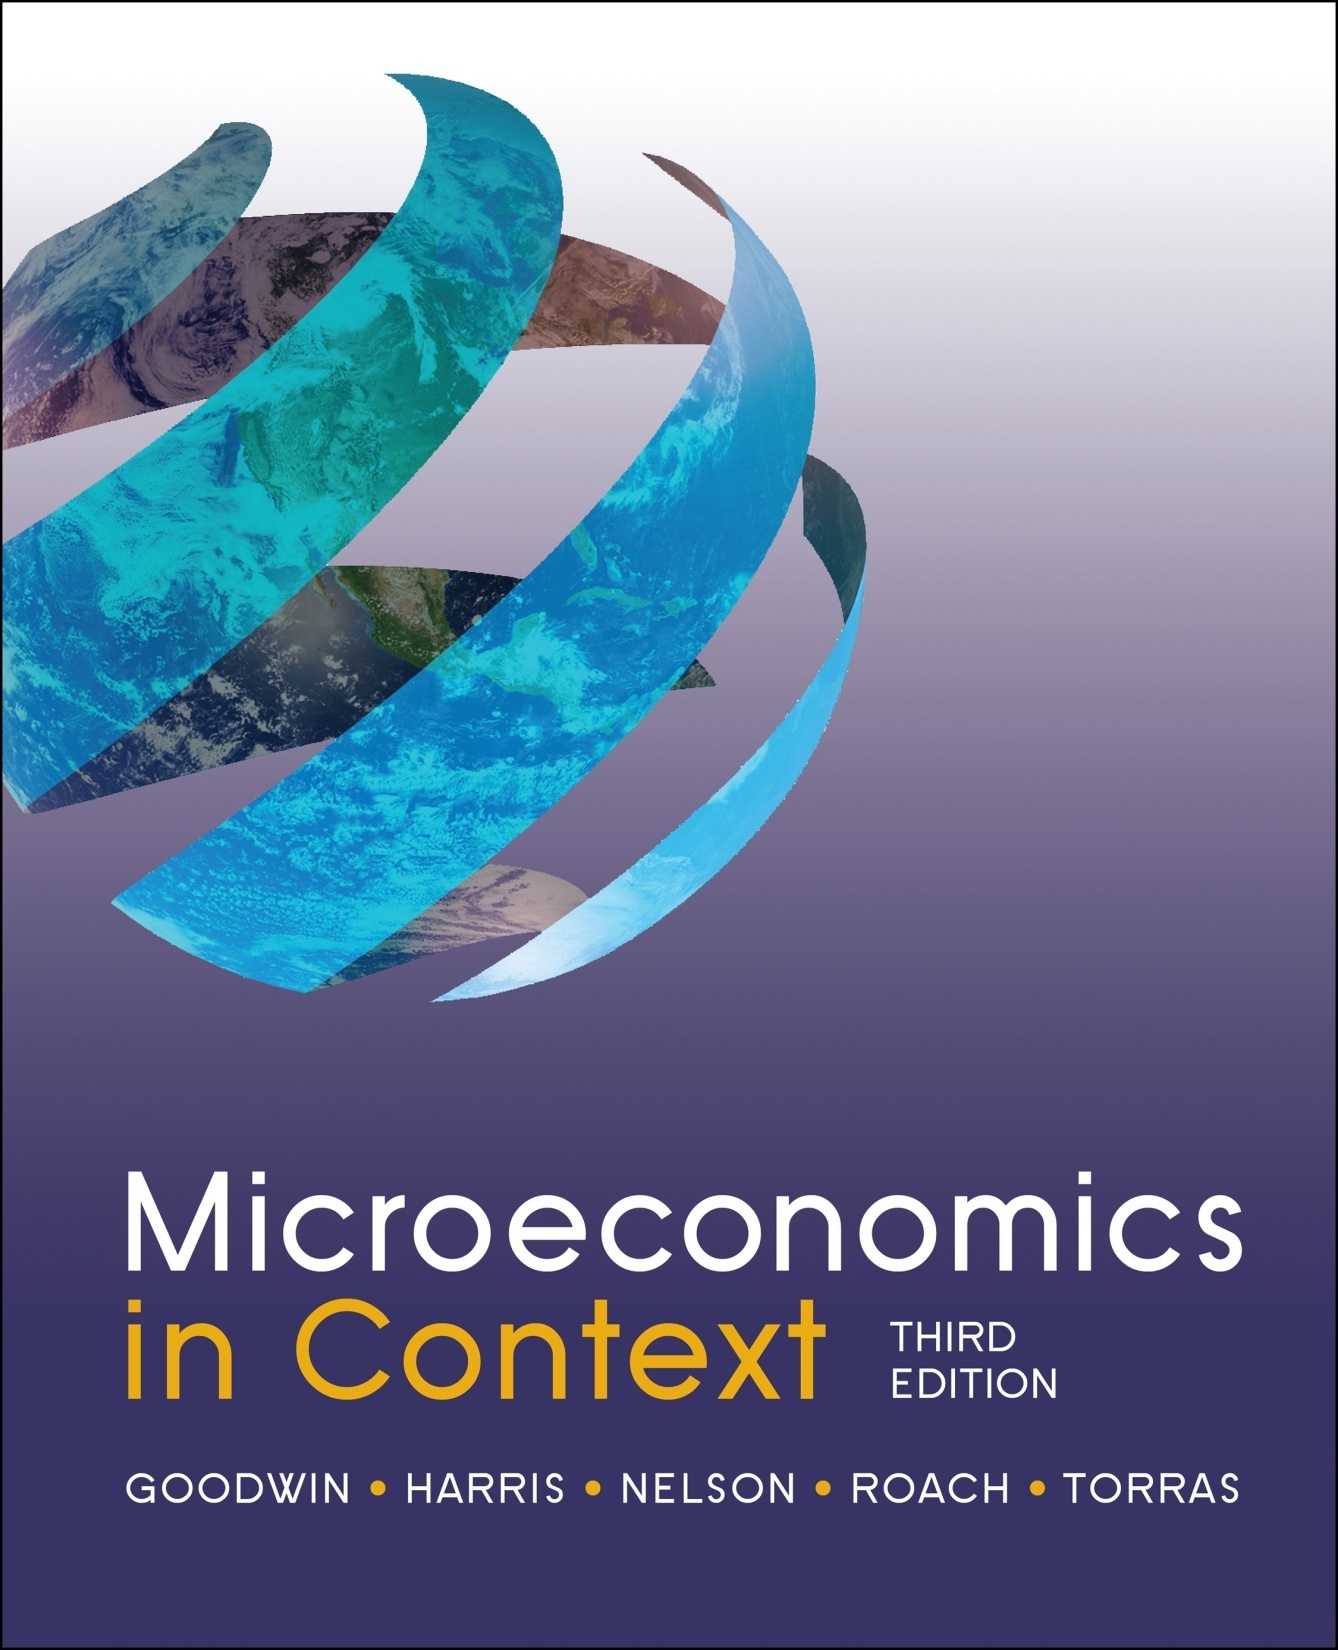 Microeconomics
in Context
THIRD
EDITION
GOODWIN • HARRIS • NELSON • ROACH • TORRAS